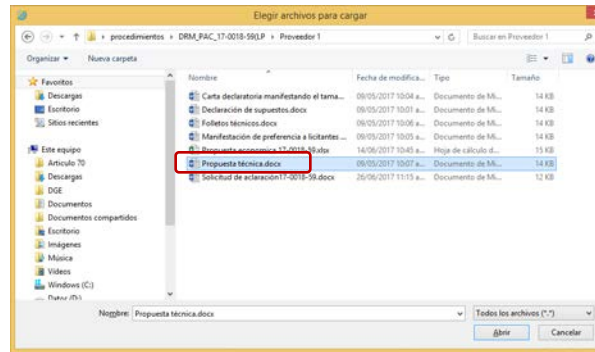 Elegir archivos para cargar
procedimientos ▸ DRM_PAC_17-0018-59(LP ▸ Proveedor 1
Buscar en Proveedor 1
Organizar
Nueva carpeta
Nombre Fecha de modifica... Tipo Tamaño
Favoritos
Descargas
Escritorio
Sitios recientes
Este equipo
Articulo 70
Descargas
DGE
Documentos
Documentos compartidos
Escritorio
Imágenes
Música
Videos
Windows (C:)
Datos (D:)
Carta declaratoria manifestando el tama... 09/05/2017 10:04 a... Documento de Mi... 14 KB
Declaración de supuestos.docx 09/05/2017 10:01 a... Documento de Mi... 14 KB
Folletos técnicos.docx 09/05/2017 10:06 a... Documento de Mi... 14 KB
Manifestación de preferencia a licitantes ... 09/05/2017 10:05 a... Documento de Mi... 14 KB
Propuesta economica 17-0018-59.xlsx 14/06/2017 10:45 a... Hoja de cálculo d... 15 KB
Propuesta técnica.docx 09/05/2017 10:07 a... Documento de Mi... 14 KB
Solicitud de aclaración17-0018-59.docx 26/06/2017 11:15 a... Documento de Mi... 12 KB
Nombre: Propuesta técnica.docx
Todos los archivos (*.*)
Abrir
Cancelar